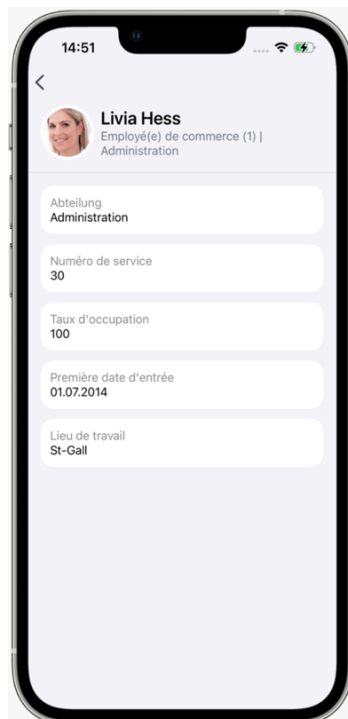 14:51
Livia Hess
Employé(e) de commerce (1) |
Administration
Abteilung
Administration
Numéro de service
30
Taux d'occupation
100
Première date d'entrée
01.07.2014
Lieu de travail
St-Gall